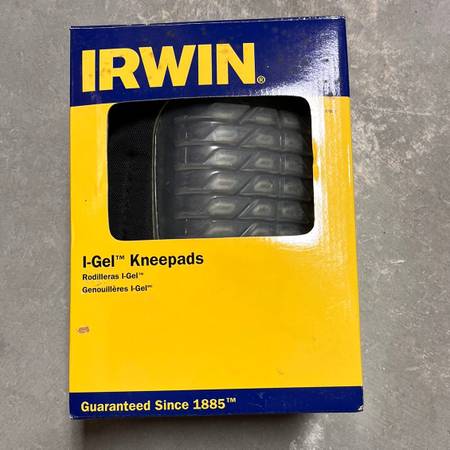 IRWIN®
I-Gel™ Kneepads
Rodilleras I-Gel™
Genouillères I-Gel™
Guaranteed Since 1885™